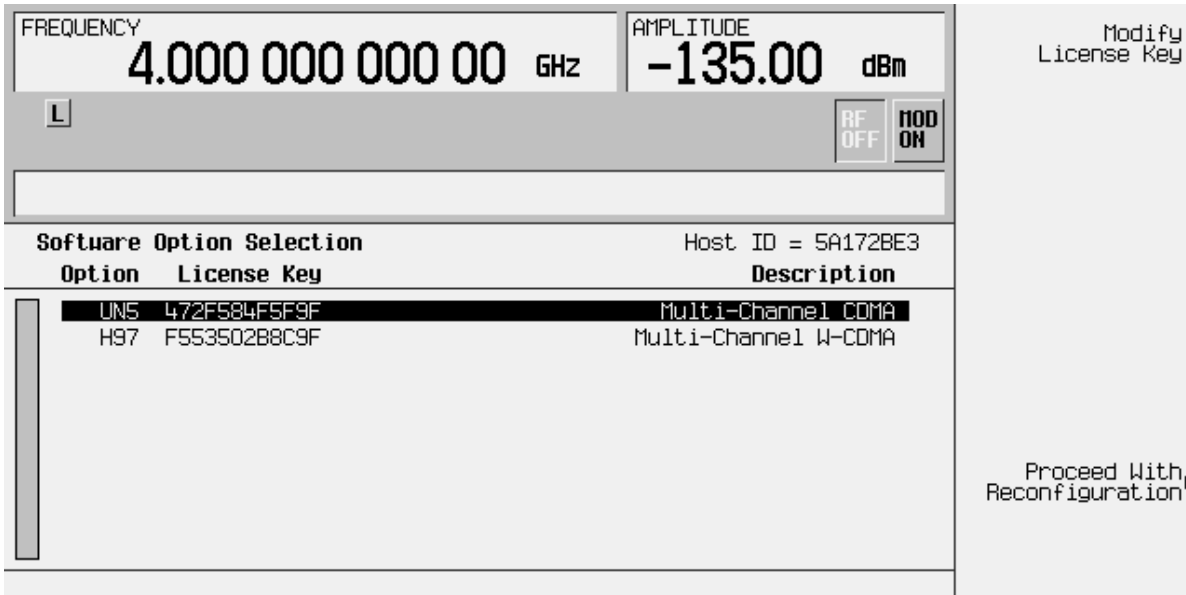 FREQUENCY
4.000 000 000 00 GHz
AMPLITUDE
-135.00 dBm
L
RF OFF
MOD ON
Software Option Selection
Host ID = 5A172BE3
Option License Key Description
UN5 472F584F5F9F Multi-Channel CDMA
H97 F553502B8C9F Multi-Channel W-CDMA
Modify
License Key
Proceed With
Reconfiguration